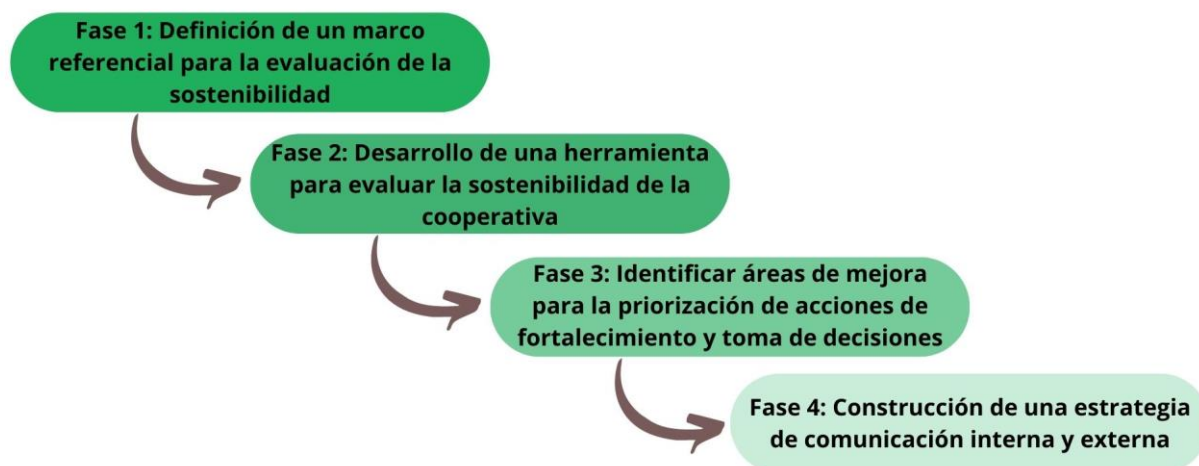 Fase 1: Definición de un marco
referencial para la evaluación de la
sostenibilidad
Fase 2: Desarrollo de una herramienta
para evaluar la sostenibilidad de la
cooperativa
Fase 3: Identificar áreas de mejora
para la priorización de acciones de
fortalecimiento y toma de decisiones
Fase 4: Construcción de una estrategia
de comunicación interna y externa